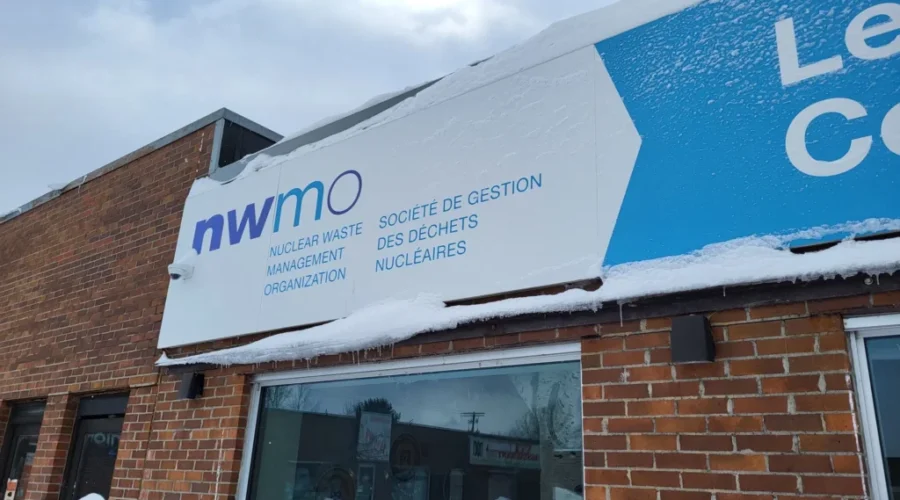 nwmo
NUCLEAR WASTE
MANAGEMENT
ORGANIZATION
SOCIÉTÉ DE GESTION
DES DÉCHETS
NUCLÉAIRES